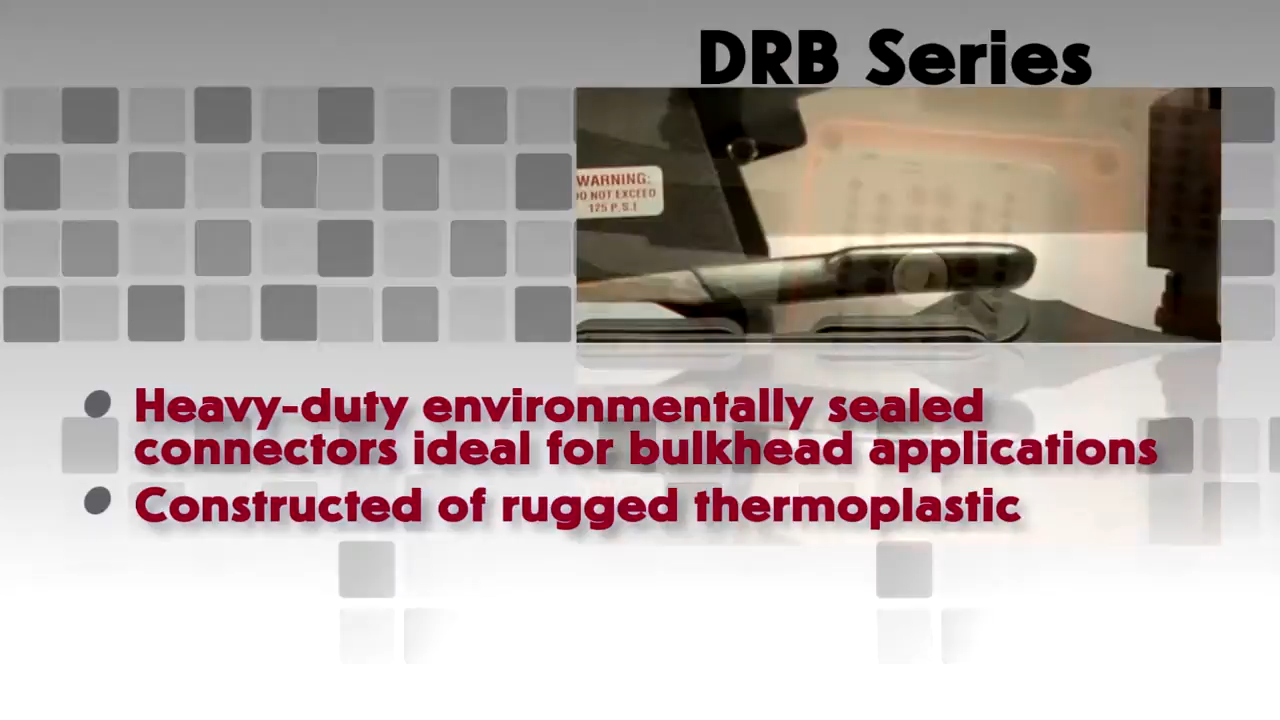 DRB Series
WARNING:
DO NOT EXCEED
125 P.S.I
Heavy-duty environmentally sealed
connectors ideal for bulkhead applications
Constructed of rugged thermoplastic